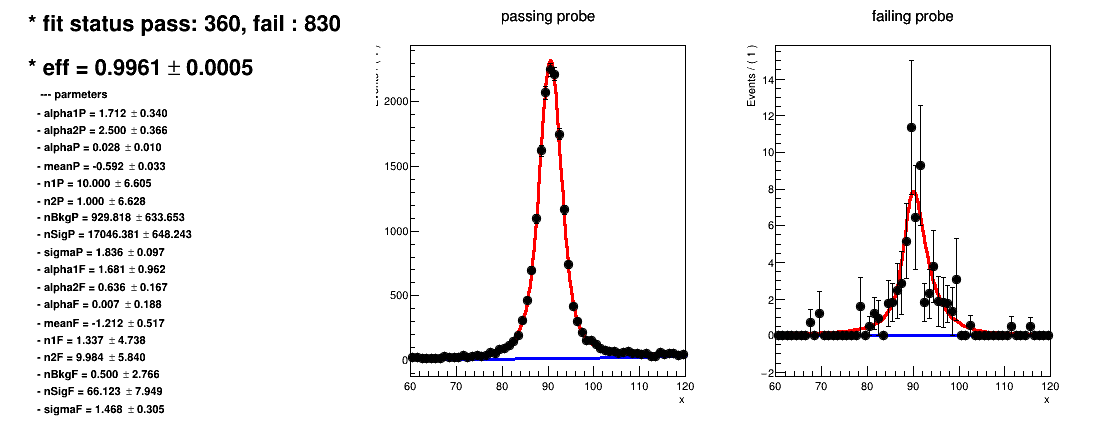 * fit status pass: 360, fail : 830
* eff = 0.9961 ± 0.0005
--- parmeters
- alpha1P = 1.712 ± 0.340
- alpha2P = 2.500 ± 0.366
- alphaP = 0.028 ± 0.010
- meanP = -0.592 ± 0.033
- n1P = 10.000 ± 6.605
- n2P = 1.000 ± 6.628
- nBkgP = 929.818 ± 633.653
- nSigP = 17046.381 ± 648.243
- sigmaP = 1.836 ± 0.097
- alpha1F = 1.681 ± 0.962
- alpha2F = 0.636 ± 0.167
- alphaF = 0.007 ± 0.188
- meanF = -1.212 ± 0.517
- n1F = 1.337 ± 4.738
- n2F = 9.984 ± 5.840
- nBkgF = 0.500 ± 2.766
- nSigF = 66.123 ± 7.949
- sigmaF = 1.468 ± 0.305
passing probe
2000
1500
1000
500
0
60 70 80 90 100 110 120
x
failing probe
Events / ( 1 )
14
12
10
8
6
4
2
0
−2
60 70 80 90 100 110 120
x